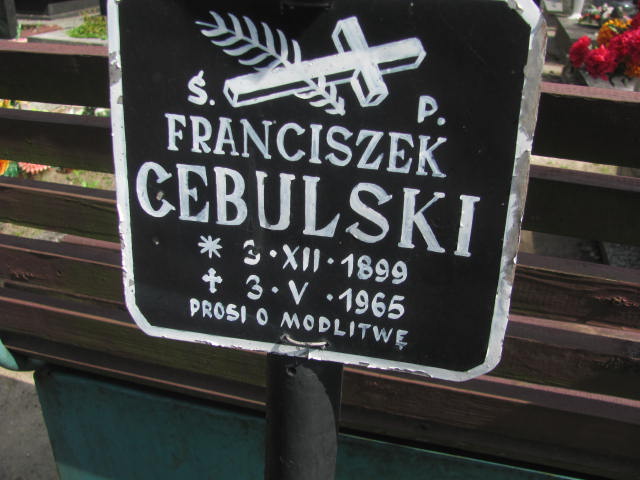 Ś. P.
FRANCISZEK
CEBULSKI
* 3·XII·1899
✝ 3·V·1965
PROSI O MODLITWĘ